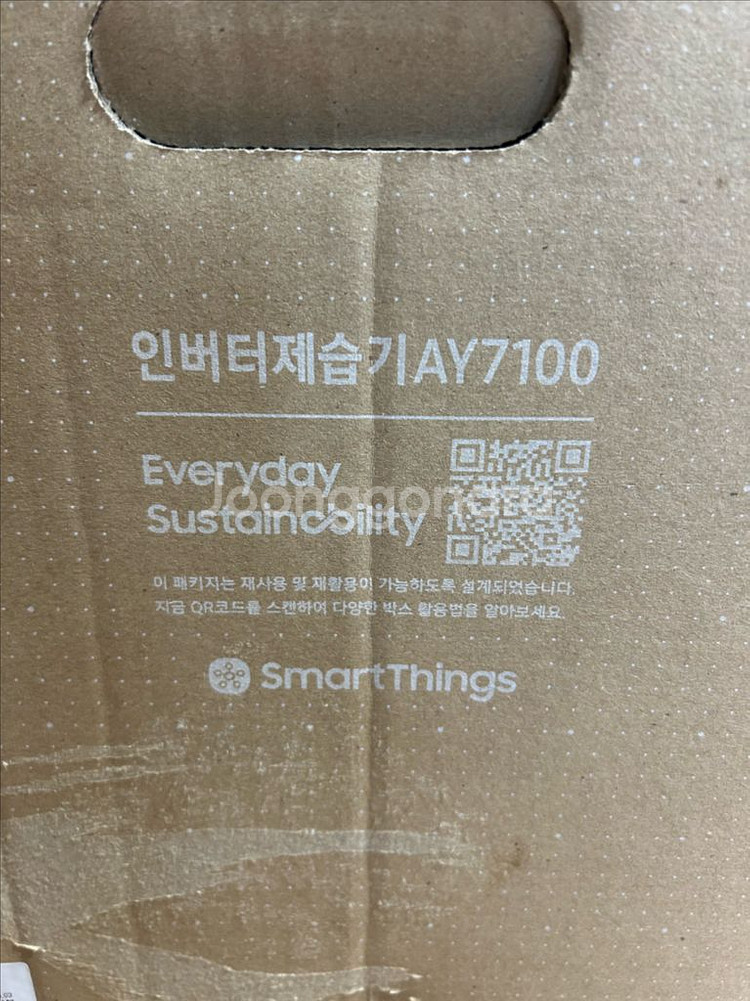 인버터제습기AY7100
Everyday
Sustainability
Joonggonara
이 패키지는 재사용 및 재활용이 가능하도록 설계되었습니다.
지금 QR코드를 스캔하여 다양한 박스 활용법을 알아보세요.
SmartThings